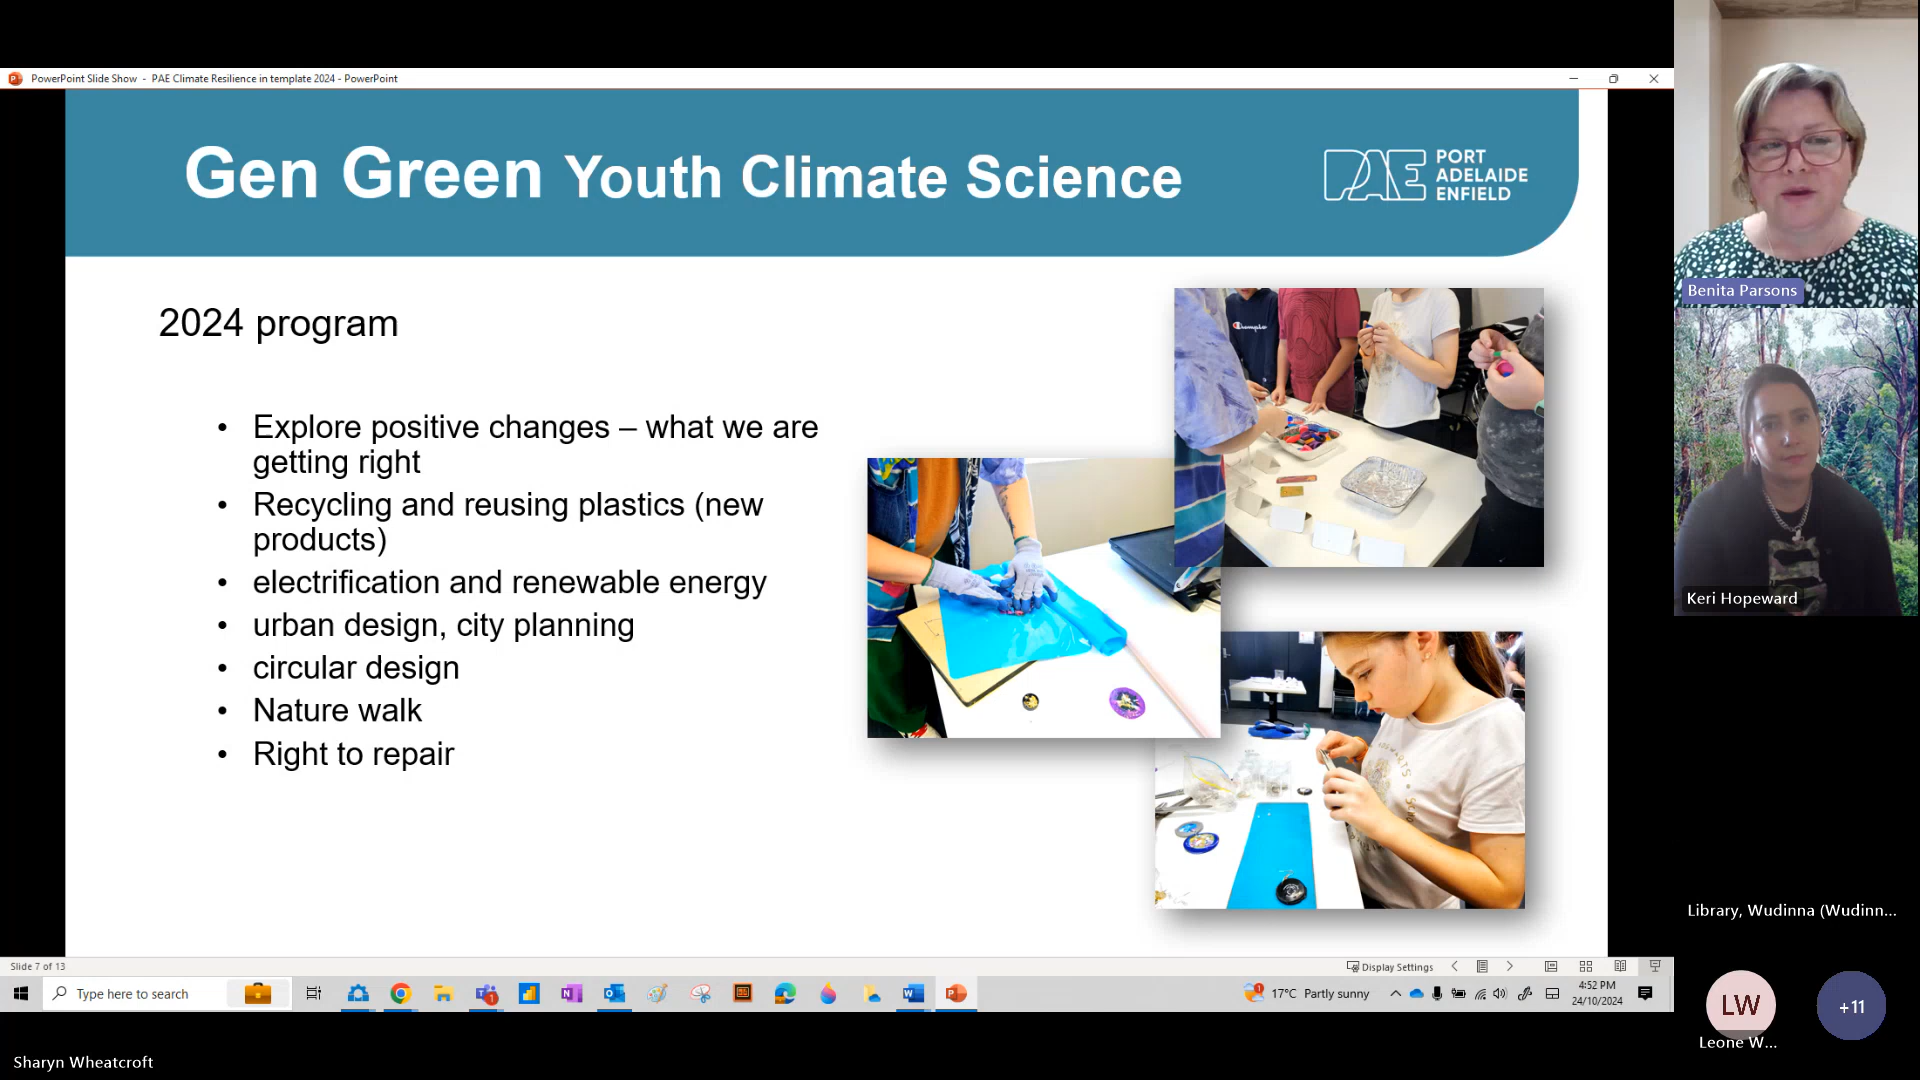 PowerPoint Slide Show - PAE Climate Resilience in template 2024 - PowerPoint
Gen Green Youth Climate Science
PAE
PORT
ADELAIDE
ENFIELD
2024 program
• Explore positive changes – what we are
getting right
• Recycling and reusing plastics (new
products)
• electrification and renewable energy
• urban design, city planning
• circular design
• Nature walk
• Right to repair
Champion
Benita Parsons
Keri Hopeward
Library, Wudinna (Wudinn...
LW
Leone W...
+11
Slide 7 of 13
Display Settings
Type here to search
17°C Partly sunny
4:52 PM
24/10/2024
Sharyn Wheatcroft